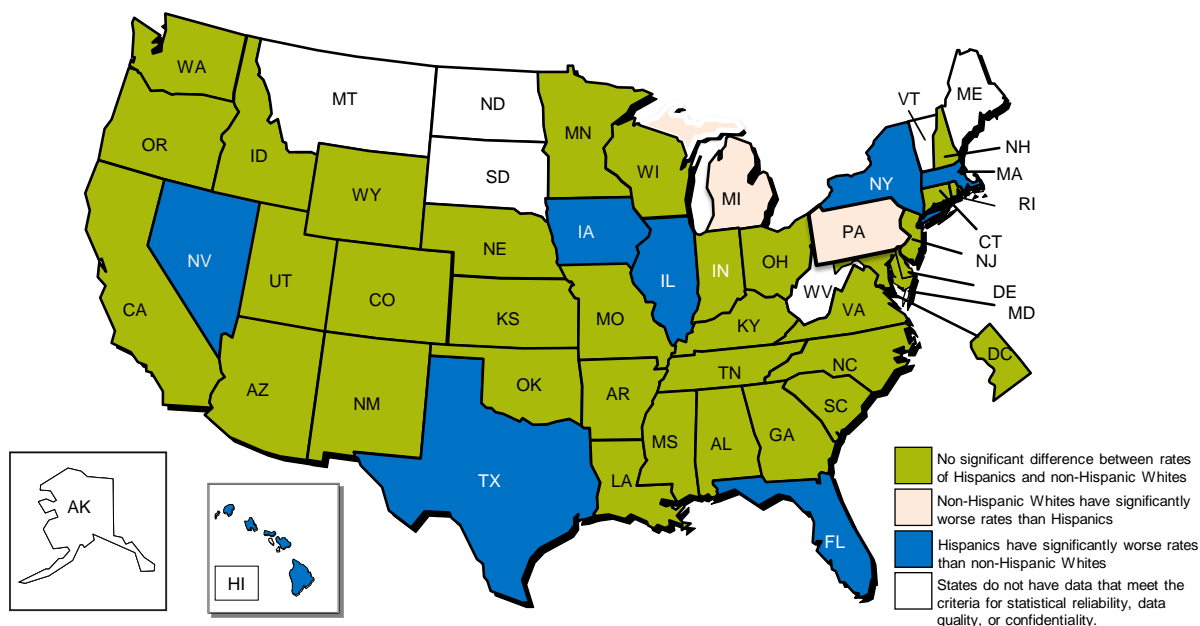 WA
MT
ND
ME
VT
MN
OR
NH
ID
WI
SD
MA
WY
NY
MI
RI
IA
PA
CT
NE
NJ
NV
OH
IN
IL
UT
DE
WV
CO
CA
VA
MD
MO
KS
KY
DC
NC
TN
OK
AZ
AR
NM
SC
GA
MS
AL
TX
LA
FL
AK
HI
No significant difference between rates
of Hispanics and non-Hispanic Whites
Non-Hispanic Whites have significantly
worse rates than Hispanics
Hispanics have significantly worse rates
than non-Hispanic Whites
States do not have data that meet the
criteria for statistical reliability, data
quality, or confidentiality.